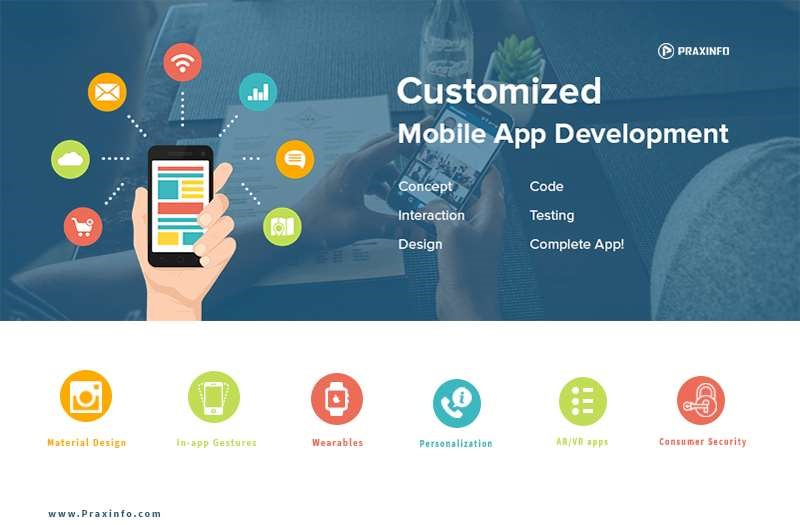 PRAXINFO
Customized
Mobile App Development
Concept
Code
Interaction
Testing
Design
Complete App!
Material Design
In-app Gestures
Wearables
Personalization
AR/VR apps
Consumer Security
www.Praxinfo.com